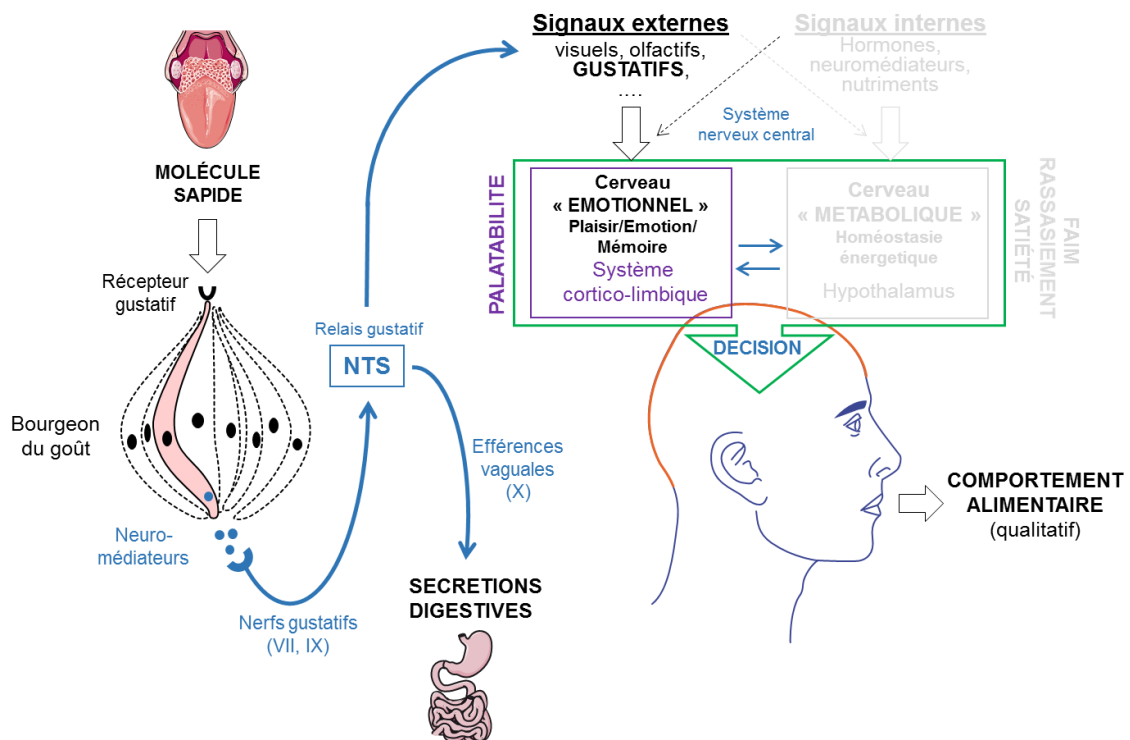 MOLÉCULE
SAPIDE
Récepteur
gustatif
Bourgeon
du goût
Neuro-
médiateurs
Nerfs gustatifs
(VII, IX)
Relais gustatif
NTS
Efférences
vaguales
(X)
SECRETIONS
DIGESTIVES
Signaux externes
visuels, olfactifs,
GUSTATIFS,
....
Signaux internes
Hormones,
neuromédiateurs,
nutriments
Système
nerveux central
PALATABILITE
Cerveau
« EMOTIONNEL »
Plaisir/Emotion/
Mémoire
Système
cortico-limbique
Cerveau
« METABOLIQUE »
Homéostasie
énergetique
Hypothalamus
FAIM
RASSASIEMENT
SATIÉTÉ
DECISION
COMPORTEMENT
ALIMENTAIRE
(qualitatif)